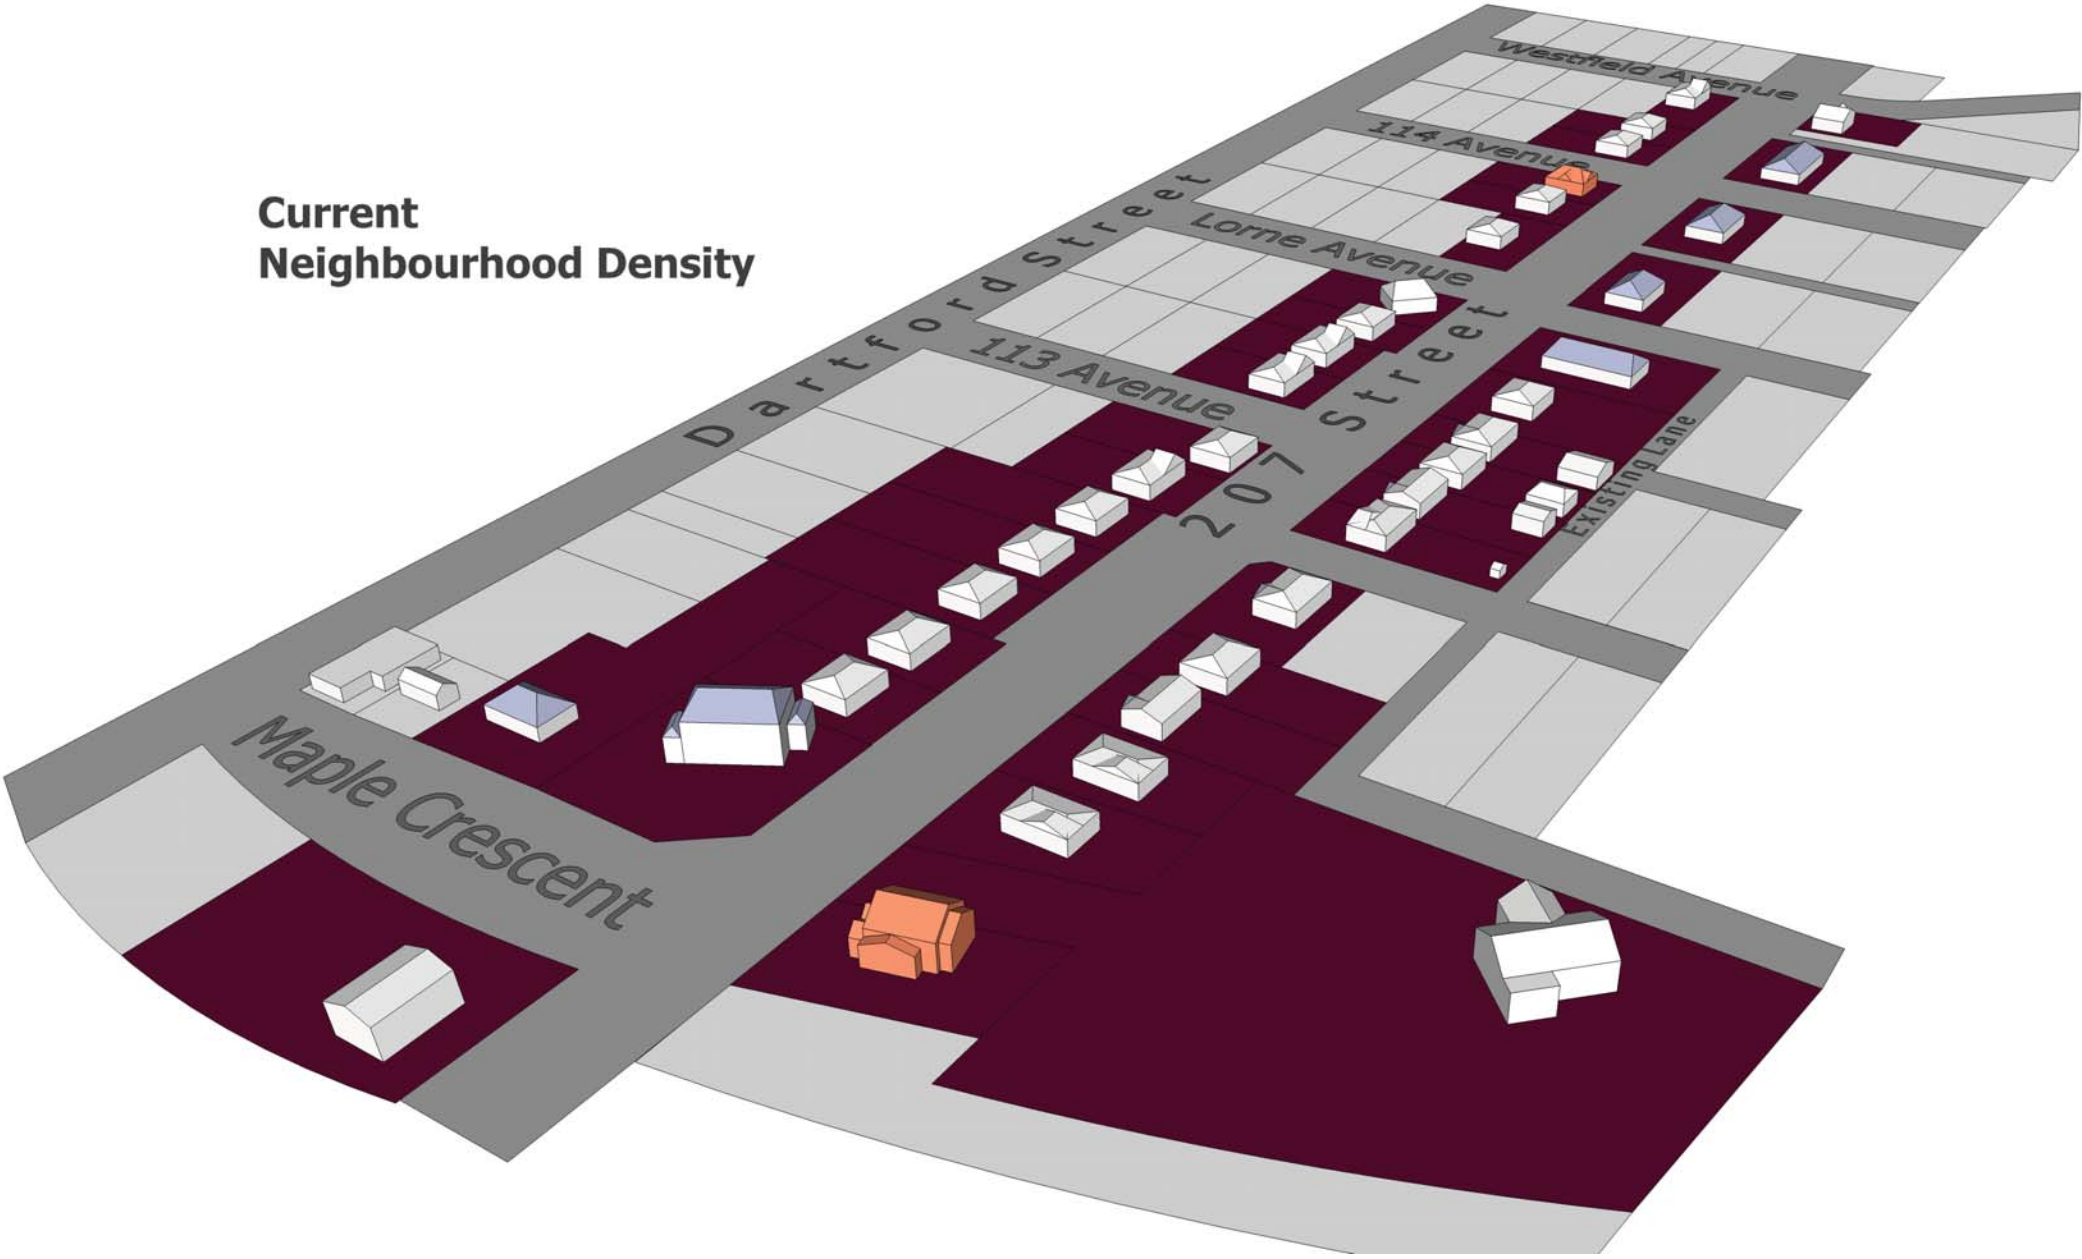 Current
Neighbourhood Density
Westfield Avenue
114 Avenue
Lorne Avenue
113 Avenue
Dartford Street
207 Street
Existing Lane
Maple Crescent